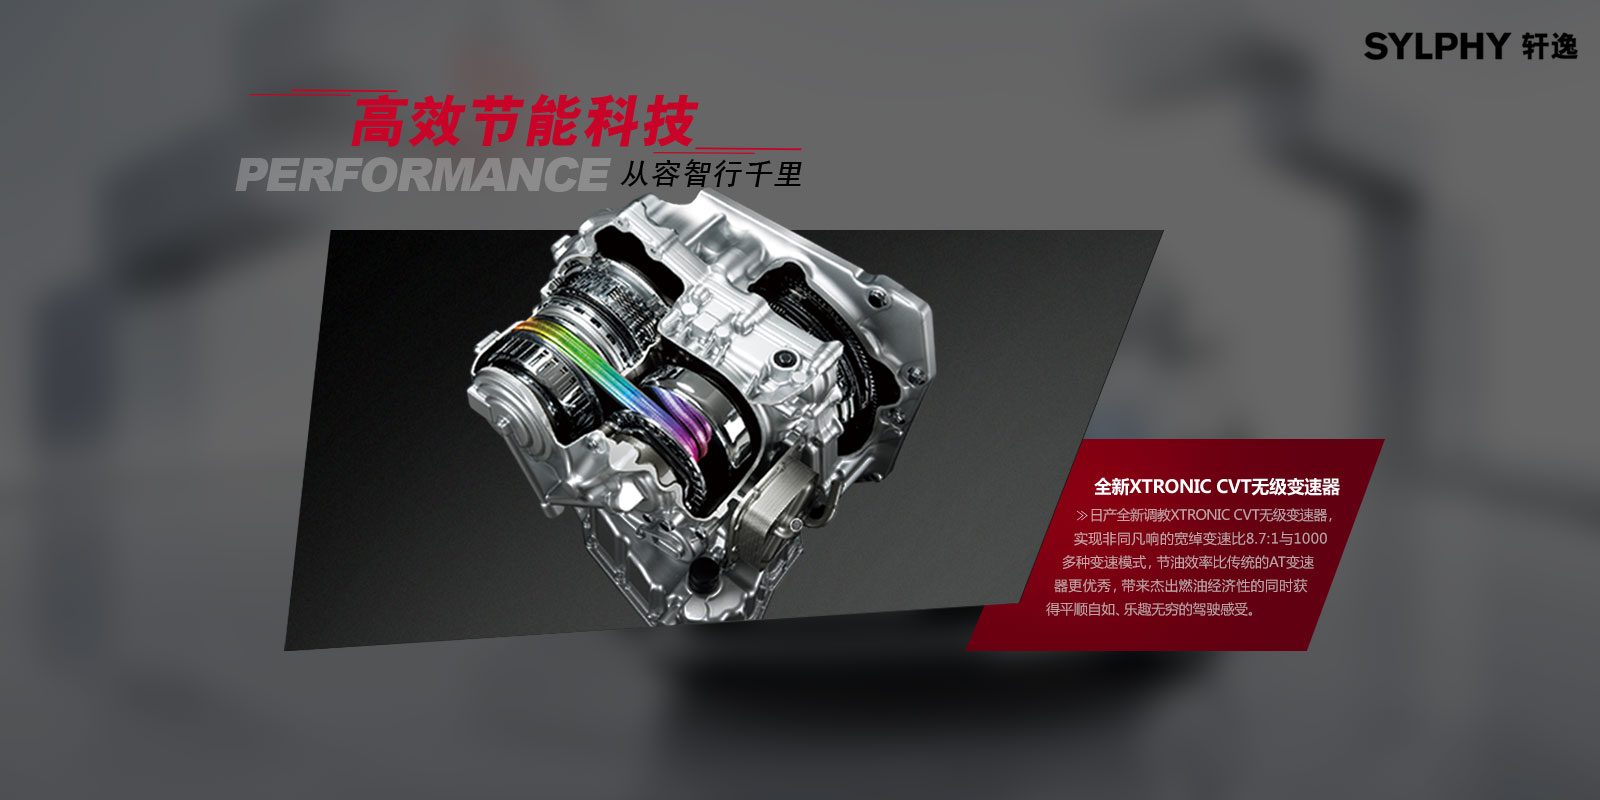 SYLPHY 轩逸
高效节能科技
PERFORMANCE 从容智行千里
全新XTRONIC CVT无级变速器
≫日产全新调教XTRONIC CVT无级变速器，
实现非同凡响的宽绰变速比8.7:1与1000
多种变速模式，节油效率比传统的AT变速
器更优秀，带来杰出燃油经济性的同时获
得平顺自如、乐趣无穷的驾驶感受。